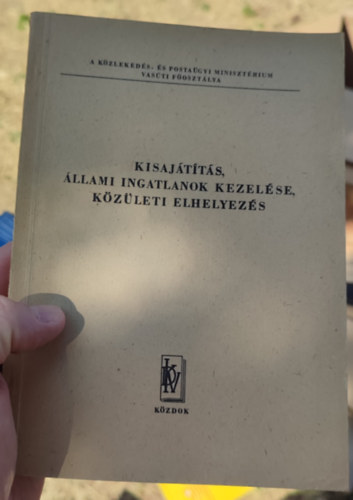 A KÖZLEKEDÉS- ÉS POSTAÜGYI MINISZTÉRIUM
VASÚTI FŐOSZTÁLYA
KISAJÁTÍTÁS,
ÁLLAMI INGATLANOK KEZELÉSE,
KÖZÜLETI ELHELYEZÉS
KÖZDOK